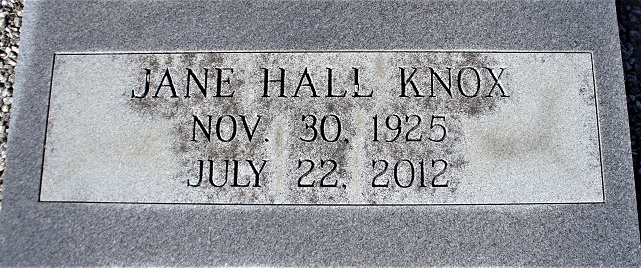 JANE HALL KNOX
NOV. 30, 1925
JULY 22, 2012